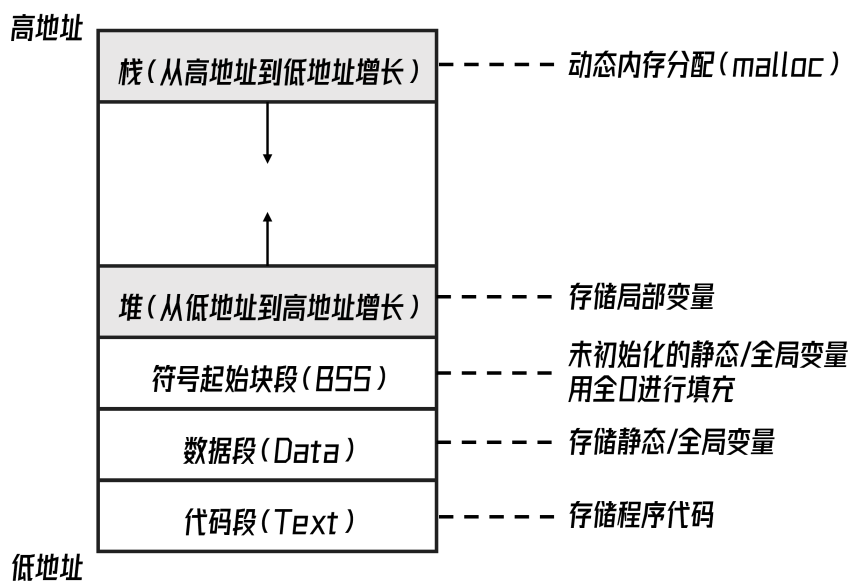 高地址
栈(从高地址到低地址增长)
动态内存分配(malloc)
堆(从低地址到高地址增长)
存储局部变量
符号起始块段(BSS)
未初始化的静态/全局变量
用全0进行填充
数据段(Data)
存储静态/全局变量
代码段(Text)
存储程序代码
低地址